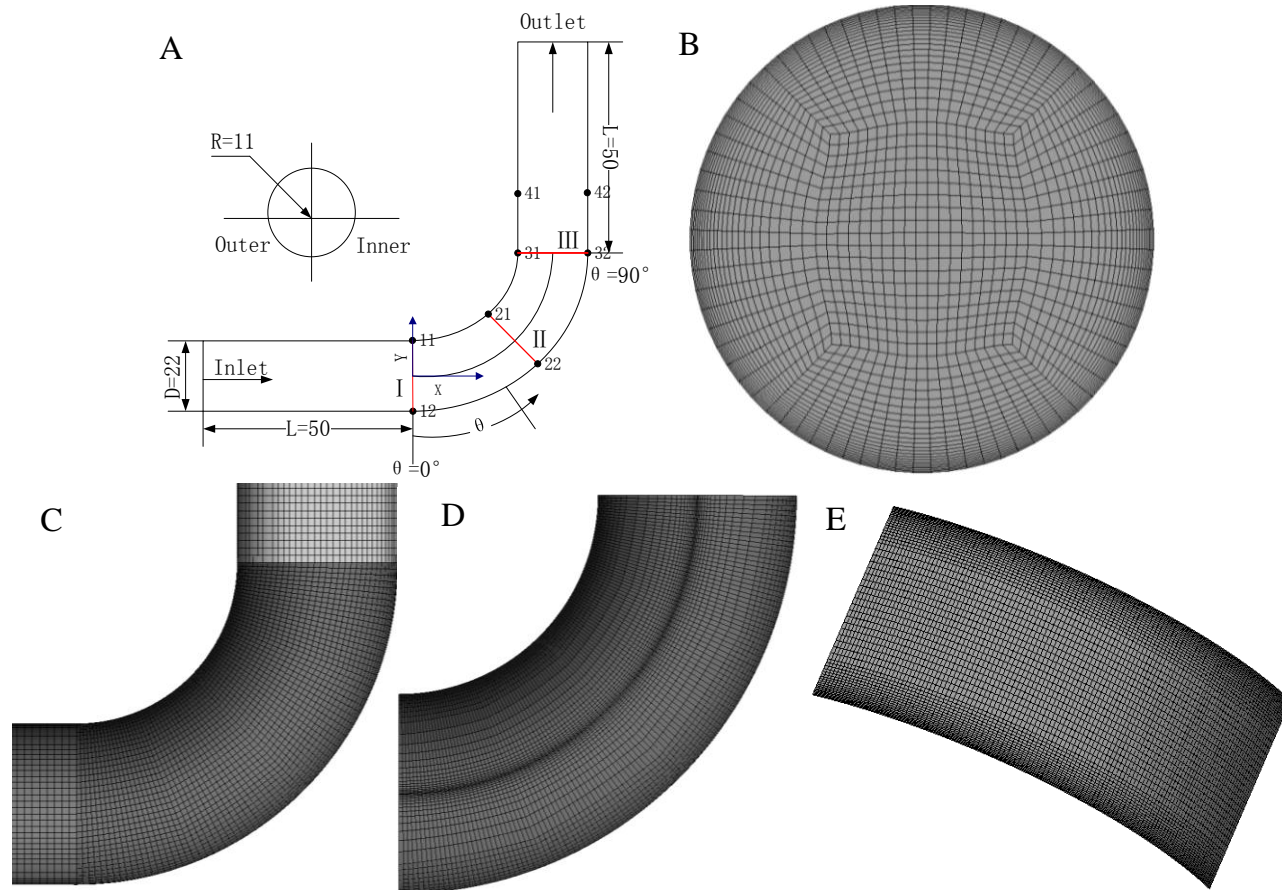 A
Outlet
B
R=11
L=50
41
42
Outer
Inner
31
III
32
θ=90°
21
II
22
11
Y
D=22
Inlet
I
X
12
L=50
θ
θ=0°
C
D
E